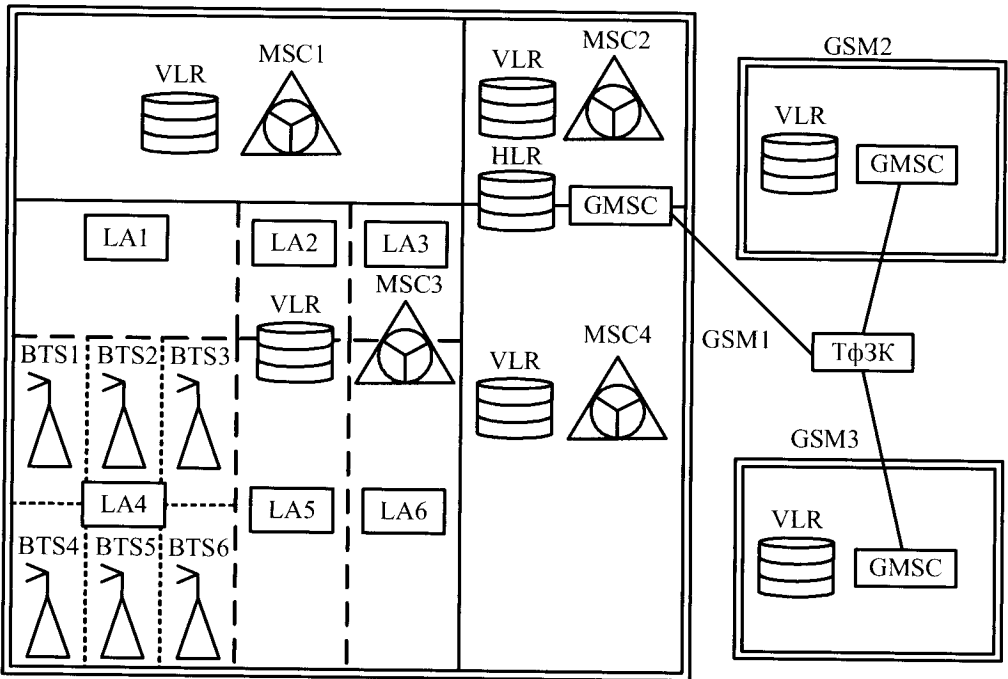 MSC1
VLR
MSC2
VLR
HLR
GMSC
GSM2
VLR
GMSC
LA1
LA2
LA3
MSC3
VLR
BTS1
BTS2
BTS3
MSC4
VLR
GSM1
ТфЗК
GSM3
LA4
LA5
LA6
VLR
GMSC
BTS4
BTS5
BTS6